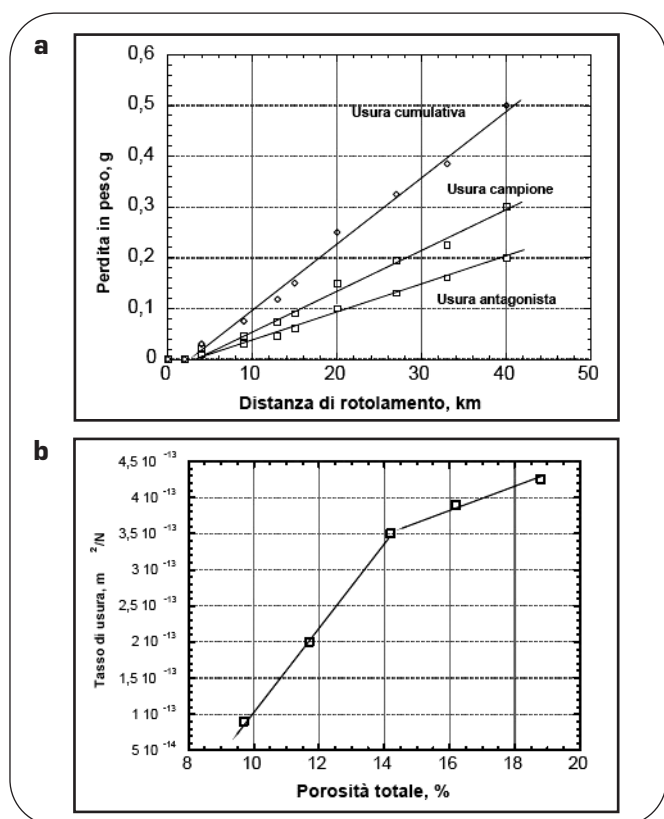 a
0,6
0,5
0,4
0,3
0,2
0,1
0
Perdita in peso, g
Usura cumulativa
Usura campione
Usura antagonista
0 10 20 30 40 50
Distanza di rotolamento, km
b
4,5 10 -13
4 10 -13
3,5 10 -13
3 10 -13
2,5 10 -13
2 10 -13
1,5 10 -13
1 10 -13
5 10 -14
Tasso di usura, m 2/N
8 10 12 14 16 18 20
Porosità totale, %